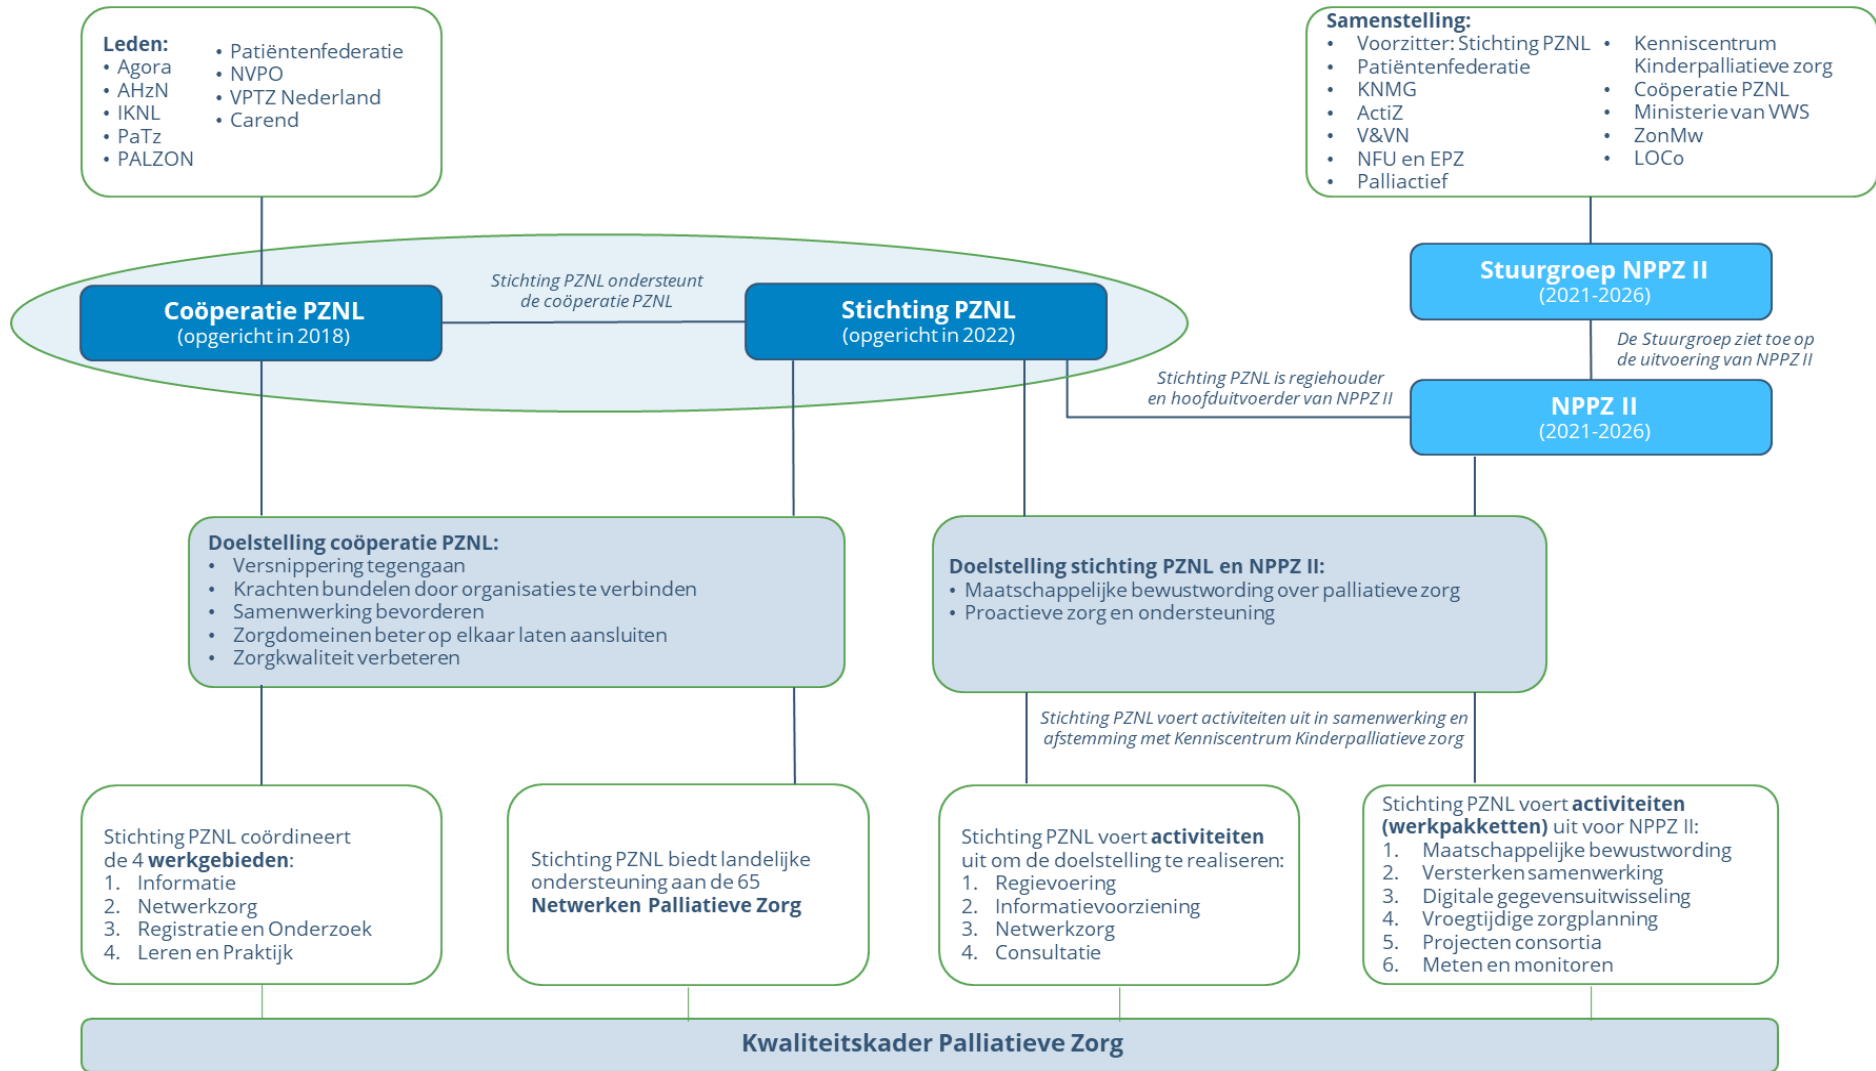 Leden:
• Agora
• AHzN
• IKNL
• PaTz
• PALZON
• Patiëntenfederatie
• NVPO
• VPTZ Nederland
• Carend
Samenstelling:
• Voorzitter: Stichting PZNL
• Patiëntenfederatie
• KNMG
• ActiZ
• V&VN
• NFU en EPZ
• Palliactief
• Kenniscentrum
Kinderpalliatieve zorg
• Coöperatie PZNL
• Ministerie van VWS
• ZonMw
• LOCo
Coöperatie PZNL
(opgericht in 2018)
Stichting PZNL ondersteunt
de coöperatie PZNL
Stichting PZNL
(opgericht in 2022)
Stuurgroep NPPZ II
(2021-2026)
De Stuurgroep ziet toe op
de uitvoering van NPPZ II
Stichting PZNL is regiehouder
en hoofduitvoerder van NPPZ II
NPPZ II
(2021-2026)
Doelstelling coöperatie PZNL:
• Versnippering tegengaan
• Krachten bundelen door organisaties te verbinden
• Samenwerking bevorderen
• Zorgdomeinen beter op elkaar laten aansluiten
• Zorgkwaliteit verbeteren
Doelstelling stichting PZNL en NPPZ II:
• Maatschappelijke bewustwording over palliatieve zorg
• Proactieve zorg en ondersteuning
Stichting PZNL voert activiteiten uit in samenwerking en
afstemming met Kenniscentrum Kinderpalliatieve zorg
Stichting PZNL coördineert
de 4 werkgebieden:
1. Informatie
2. Netwerkzorg
3. Registratie en Onderzoek
4. Leren en Praktijk
Stichting PZNL biedt landelijke
ondersteuning aan de 65
Netwerken Palliatieve Zorg
Stichting PZNL voert activiteiten
uit om de doelstelling te realiseren:
1. Regievoering
2. Informatievoorziening
3. Netwerkzorg
4. Consultatie
Stichting PZNL voert activiteiten
(werkpakketten) uit voor NPPZ II:
1. Maatschappelijke bewustwording
2. Versterken samenwerking
3. Digitale gegevensuitwisseling
4. Vroegtijdige zorgplanning
5. Projecten consortia
6. Meten en monitoren
Kwaliteitskader Palliatieve Zorg